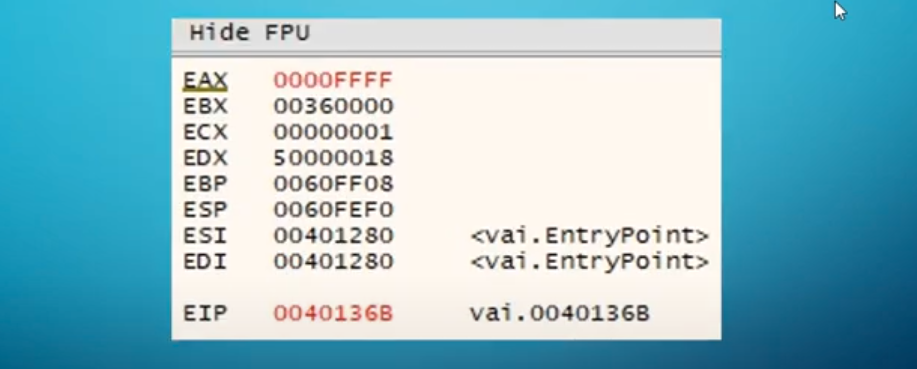 Hide FPU
EAX 0000FFFF
EBX 00360000
ECX 00000001
EDX 50000018
EBP 0060FF08
ESP 0060FEF0
ESI 00401280 <vai.EntryPoint>
EDI 00401280 <vai.EntryPoint>
EIP 0040136B vai.0040136B